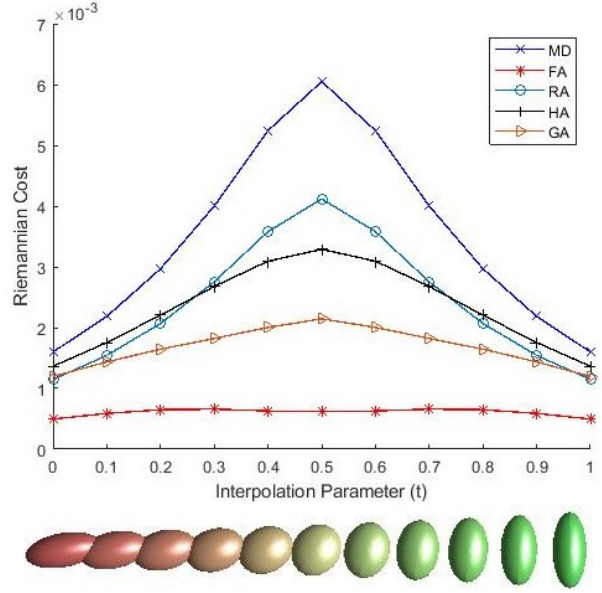 ×10⁻³
7
6
5
4
3
2
1
0
Riemannian Cost
MD
FA
RA
HA
GA
0 0.1 0.2 0.3 0.4 0.5 0.6 0.7 0.8 0.9 1
Interpolation Parameter (t)